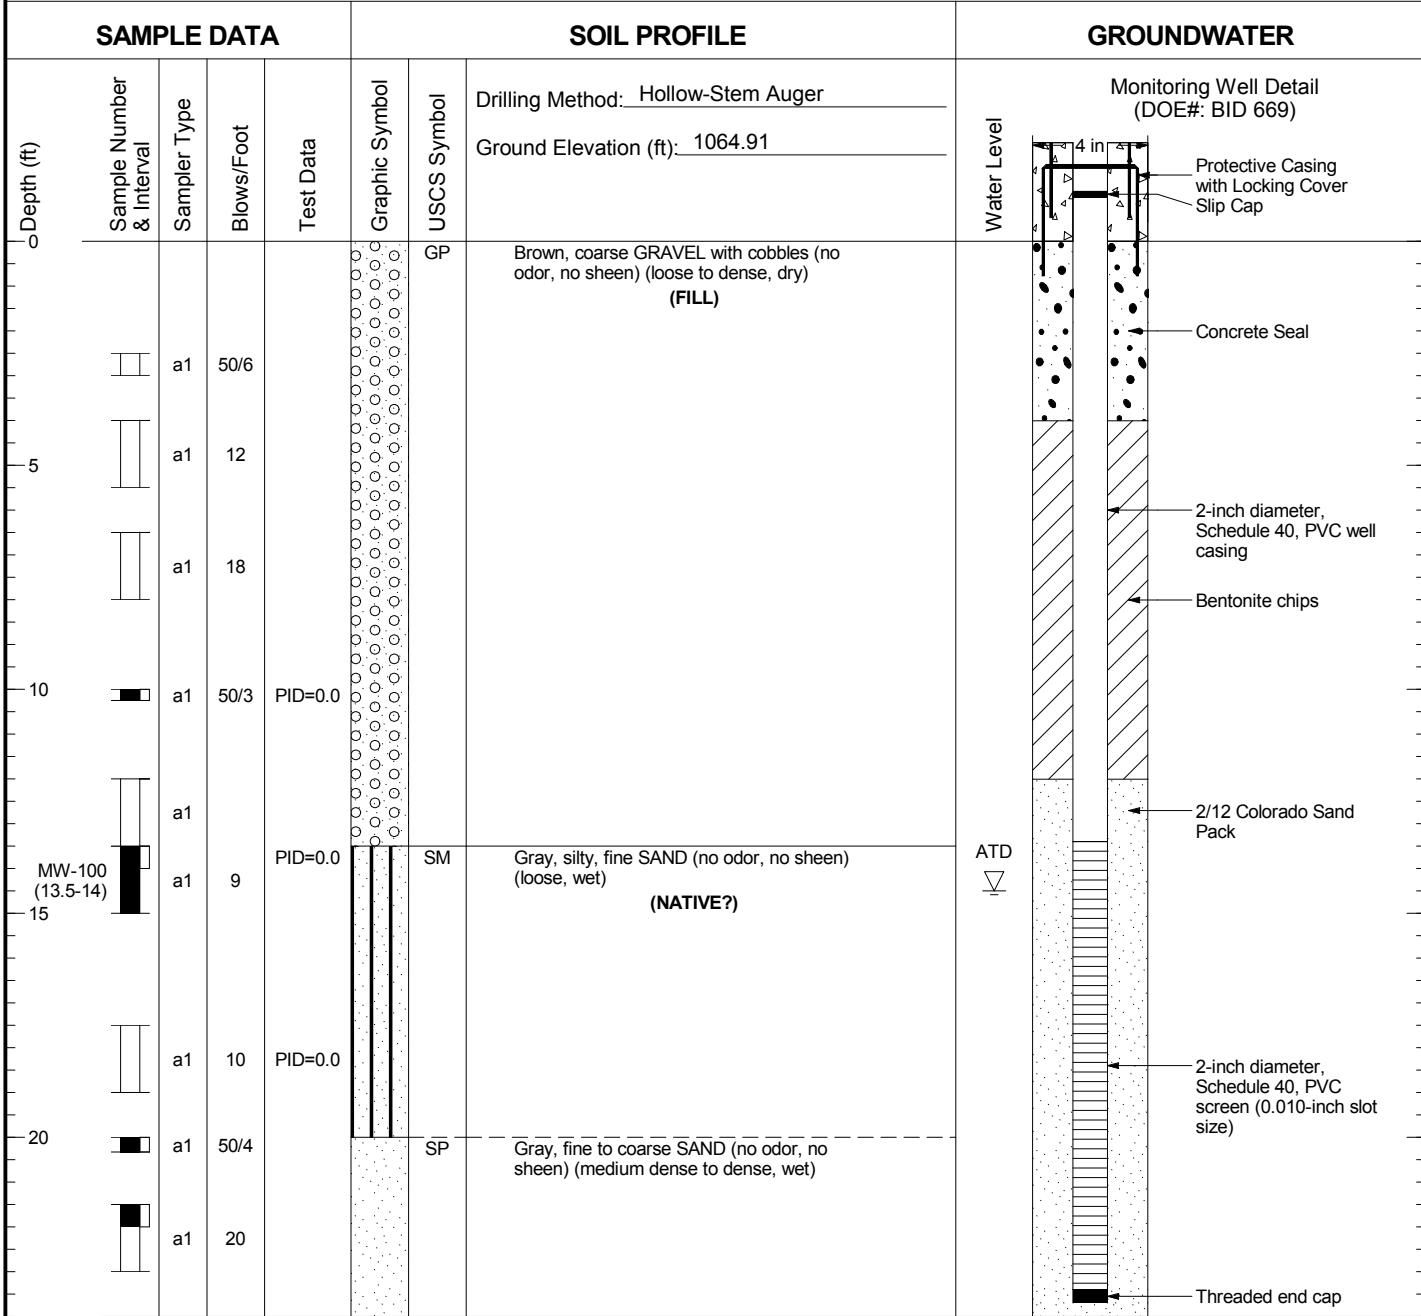 SAMPLE DATA
SOIL PROFILE
GROUNDWATER
Depth (ft)
Sample Number
& Interval
Sampler Type
Blows/Foot
Test Data
Graphic Symbol
USCS Symbol
Drilling Method: Hollow-Stem Auger
Ground Elevation (ft): 1064.91
Water Level
Monitoring Well Detail
(DOE#: BID 669)
4 in
Protective Casing
with Locking Cover
Slip Cap
0
GP
Brown, coarse GRAVEL with cobbles (no
odor, no sheen) (loose to dense, dry)
(FILL)
Concrete Seal
a1 50/6
a1 12
5
2-inch diameter,
Schedule 40, PVC well
casing
a1 18
Bentonite chips
10
a1 50/3 PID=0.0
a1
2/12 Colorado Sand
Pack
MW-100
(13.5-14)
a1 9
PID=0.0
SM
Gray, silty, fine SAND (no odor, no sheen)
(loose, wet)
(NATIVE?)
ATD
15
a1 10 PID=0.0
2-inch diameter,
Schedule 40, PVC
screen (0.010-inch slot
size)
20
a1 50/4
SP
Gray, fine to coarse SAND (no odor, no
sheen) (medium dense to dense, wet)
a1 20
Threaded end cap